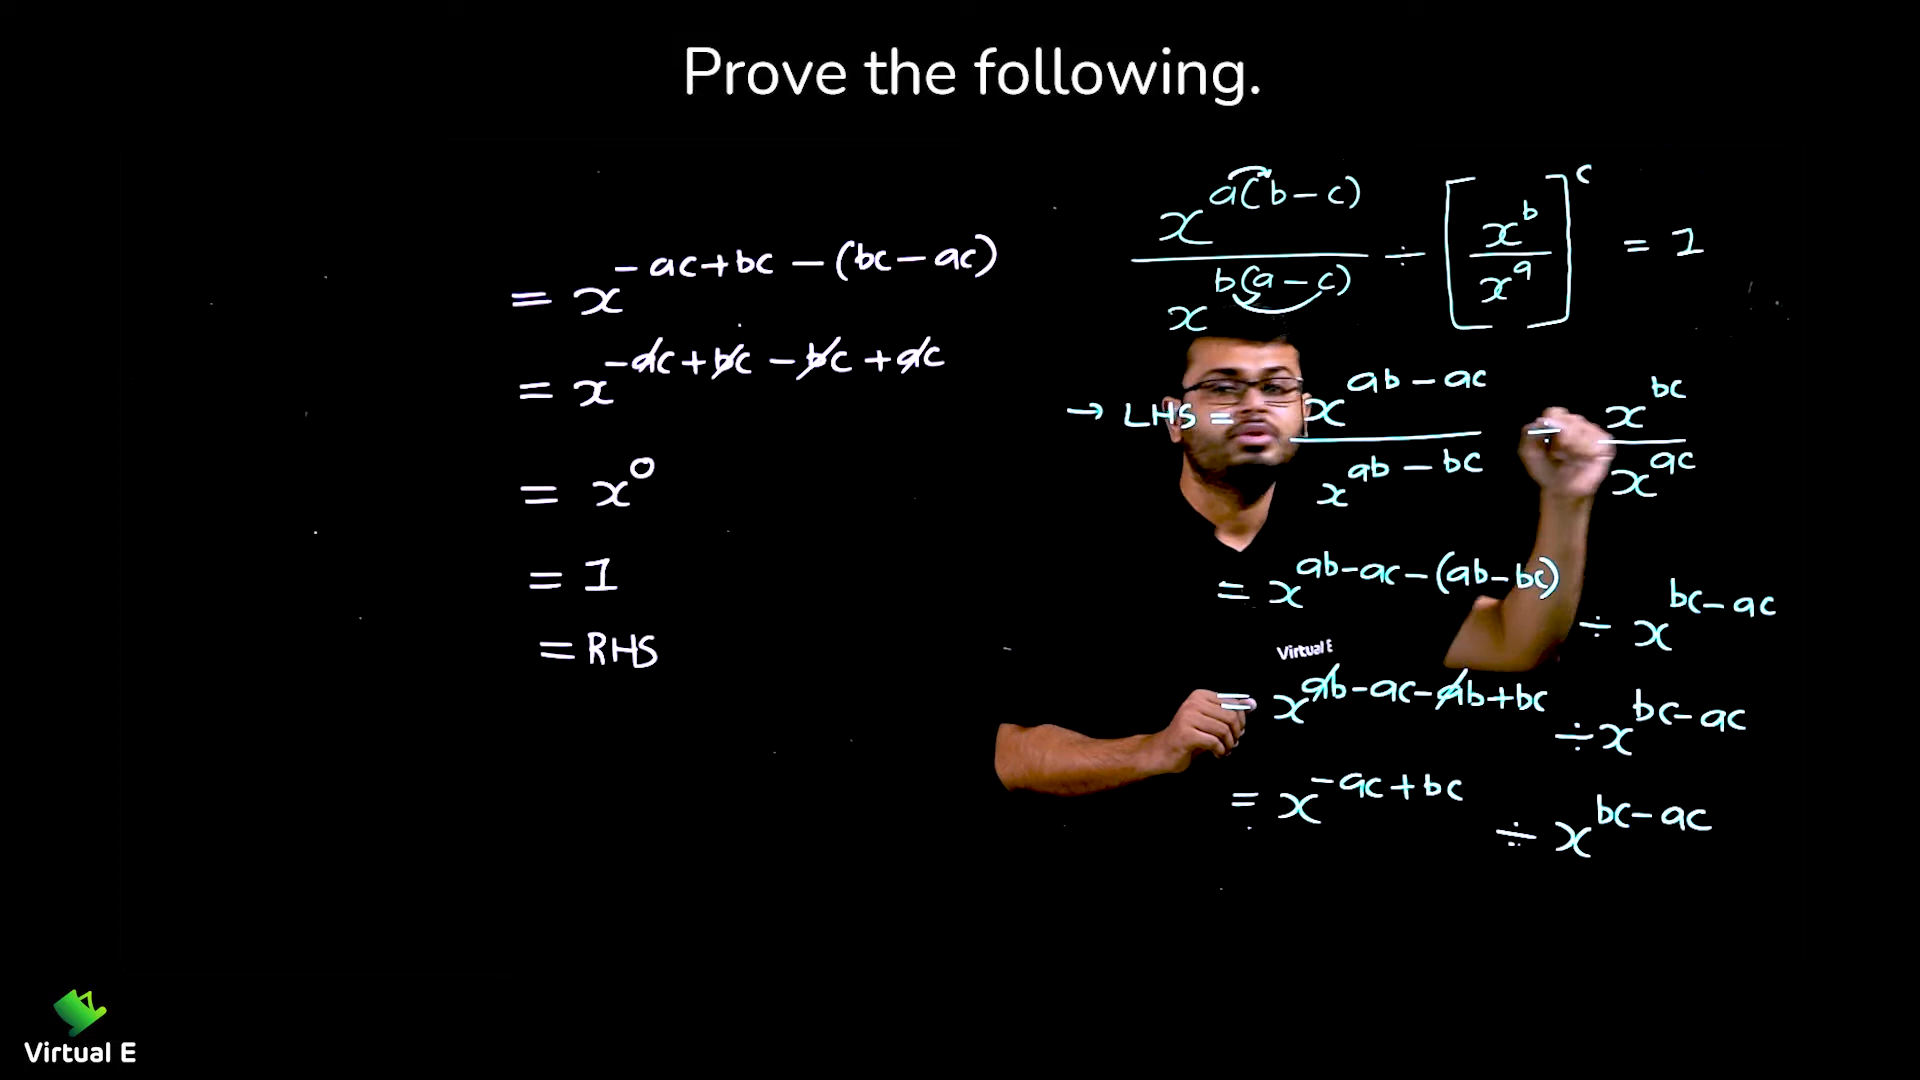 Prove the following.
x^{a(b-c)} / x^{b(a-c)} ÷ [x^b / x^a]^c = 1
→ LHS = x^{ab-ac} / x^{ab-bc} ÷ x^{bc} / x^{ac}
= x^{ab-ac-(ab-bc)} ÷ x^{bc-ac}
Virtual E
= x^{ab-ac-ab+bc} ÷ x^{bc-ac}
= x^{-ac+bc} ÷ x^{bc-ac}
= x^{-ac+bc-(bc-ac)}
= x^{-ac+bc-bc+ac}
= x^0
= 1
= RHS
Virtual E